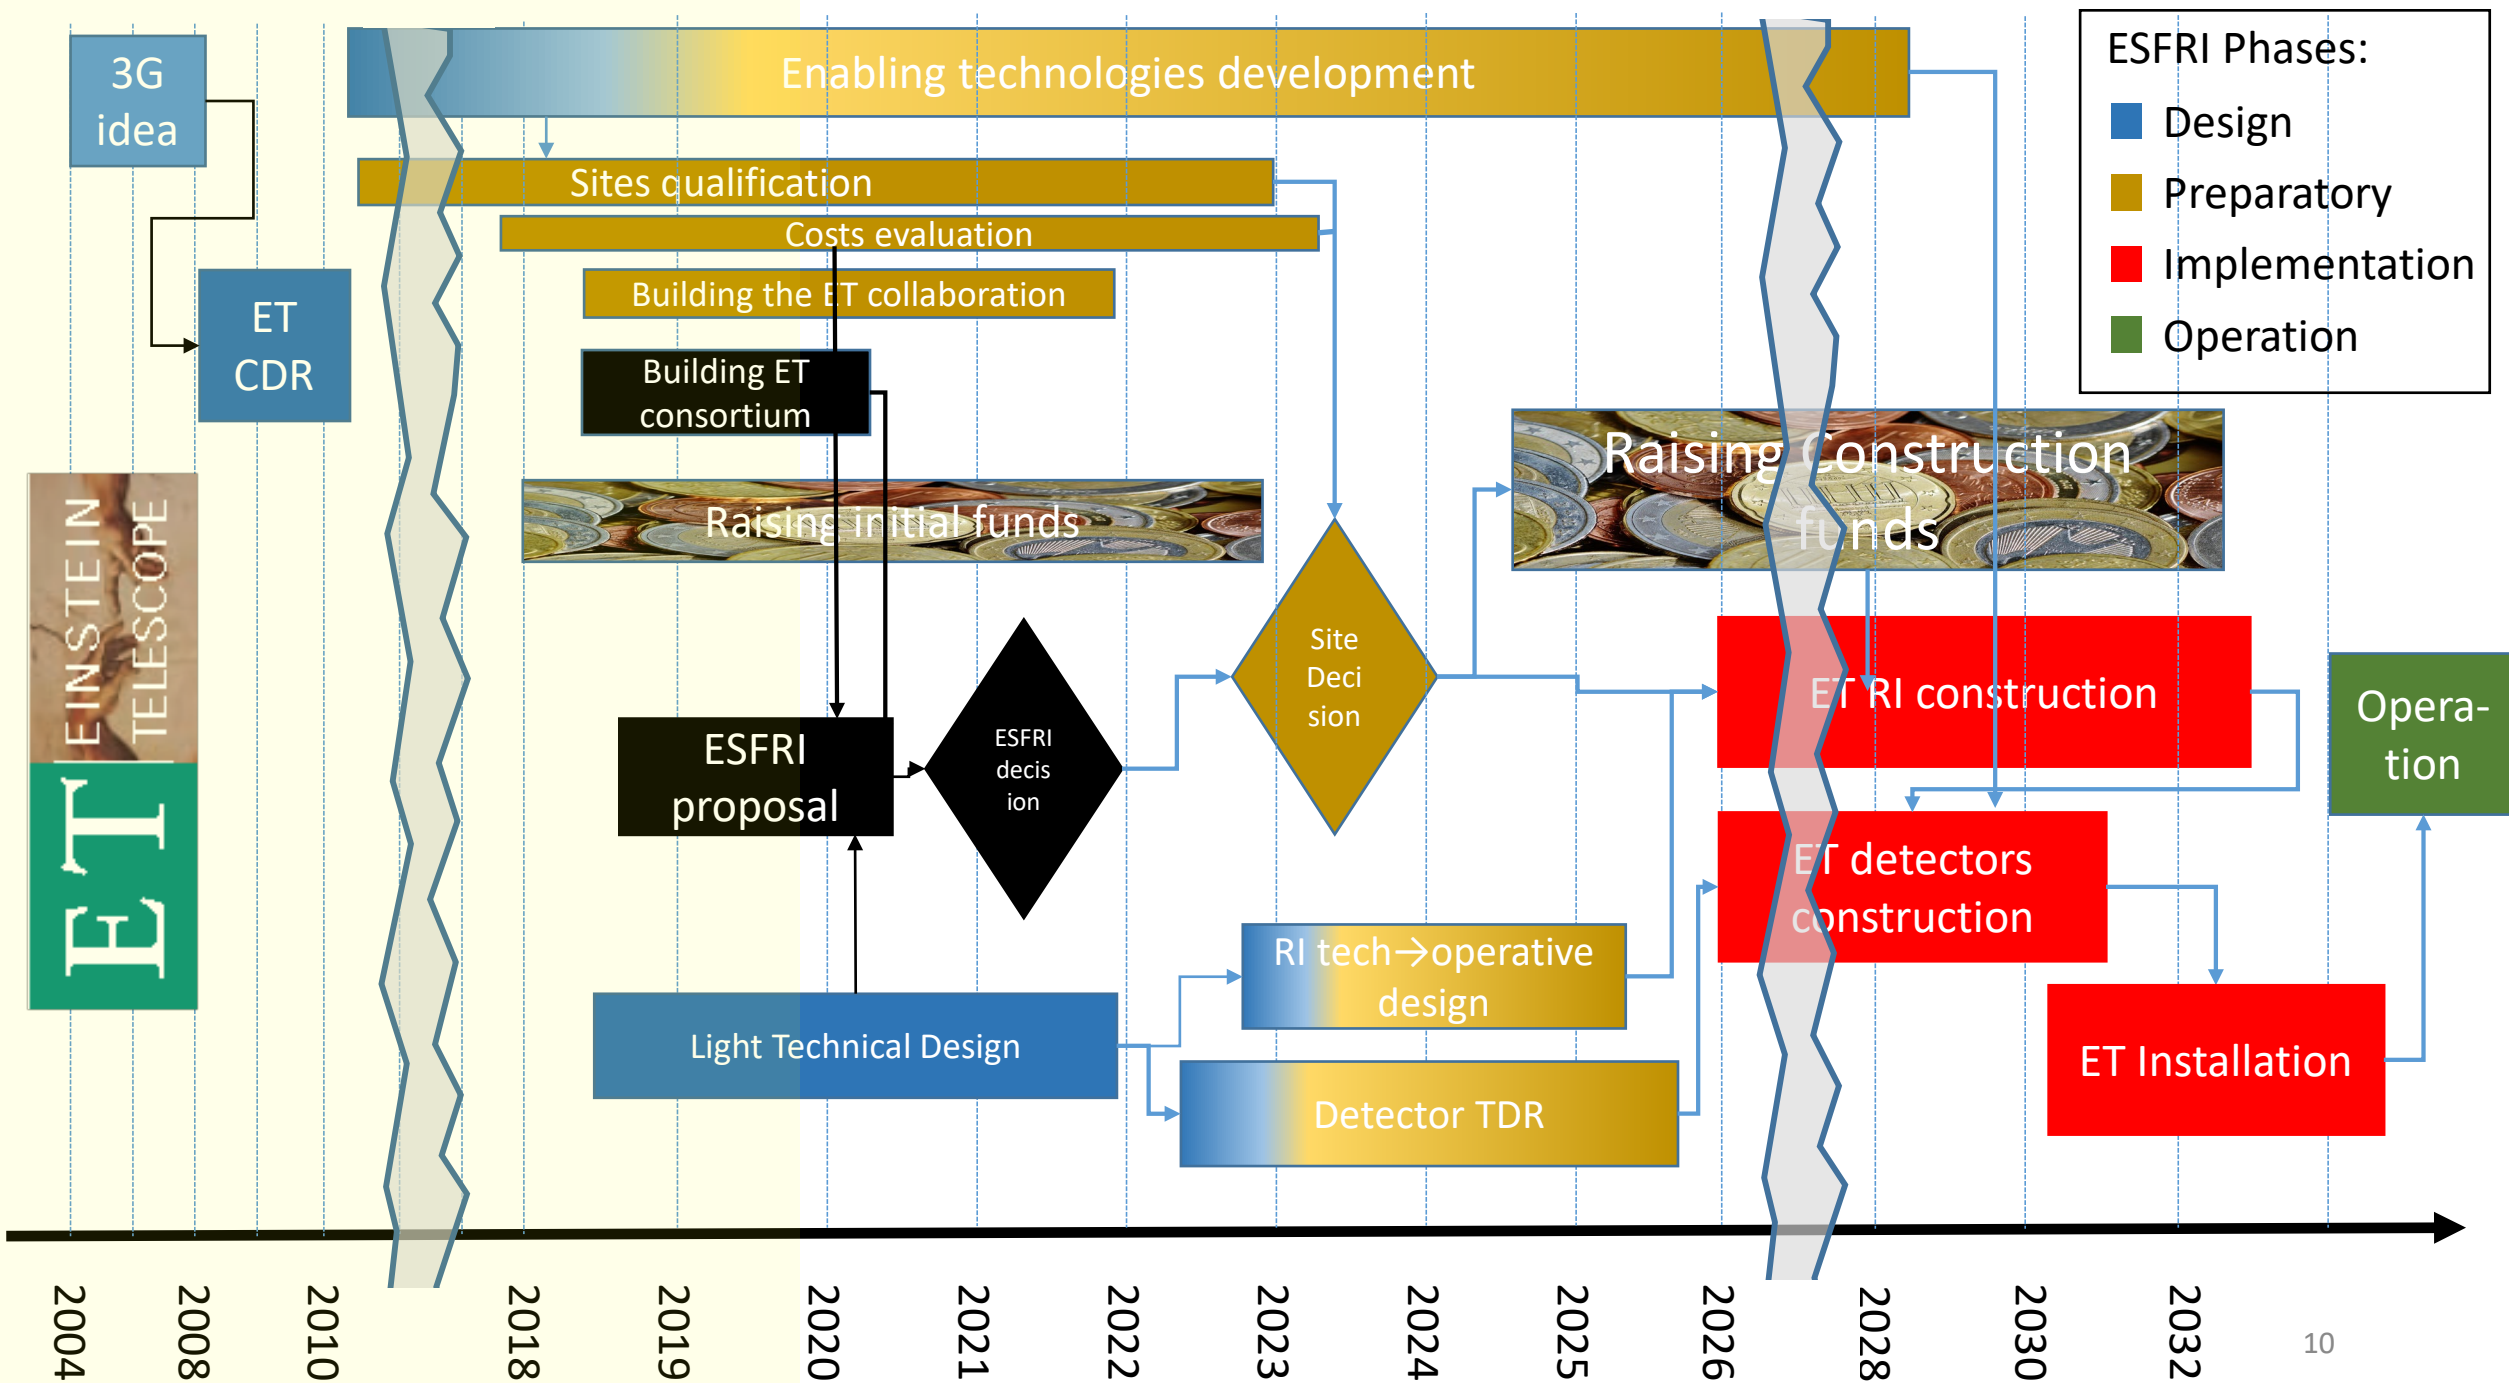 3G
idea
Enabling technologies development
ESFRI Phases:
Design
Preparatory
Implementation
Operation
Sites qualification
Costs evaluation
Building the ET collaboration
ET
CDR
Building ET
consortium
Raising initial funds
Raising Construction
funds
EINSTEIN
TELESCOPE
ET
ESFRI
proposal
ESFRI
decis
ion
Site
Deci
sion
ET RI construction
Opera-
tion
ET detectors
construction
RI tech→operative
design
Light Technical Design
Detector TDR
ET Installation
2004
2008
2010
2018
2019
2020
2021
2022
2023
2024
2025
2026
2028
2030
2032
10